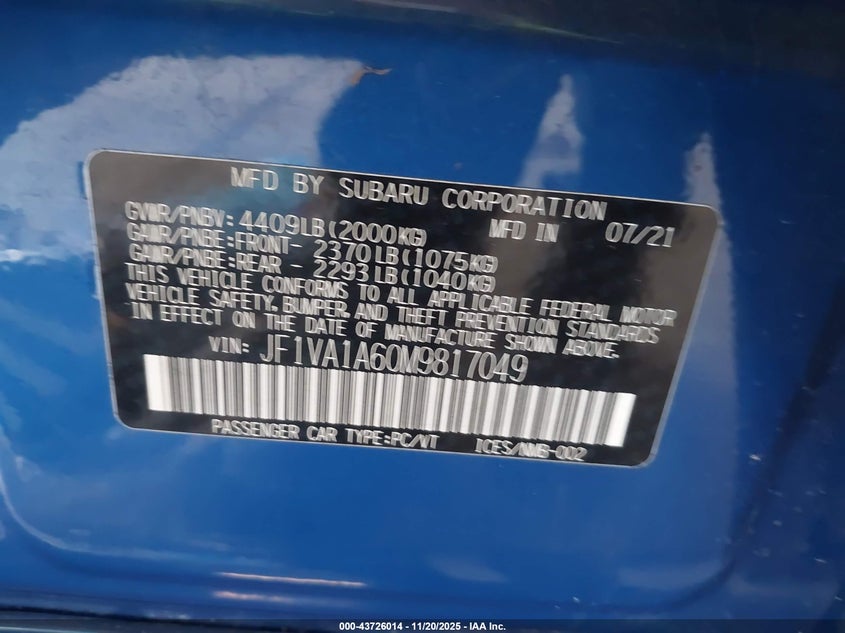 MFD BY SUBARU CORPORATION
GVWR/PNBV: 4409LB(2000KG) MFD IN 07/21
GAWR/PNBE:FRONT- 2370LB(1075KG)
GAWR/PNBE:REAR - 2293LB(1040KG)
THIS VEHICLE CONFORMS TO ALL APPLICABLE FEDERAL MOTOR
VEHICLE SAFETY, BUMPER, AND THEFT PREVENTION STANDARDS
IN EFFECT ON THE DATE OF MANUFACTURE SHOWN ABOVE.
VIN: JF1VA1A60M9817049
PASSENGER CAR TYPE:PC/VT ICES/NMB-002
000-43726014 - 11/20/2025 - IAA Inc.